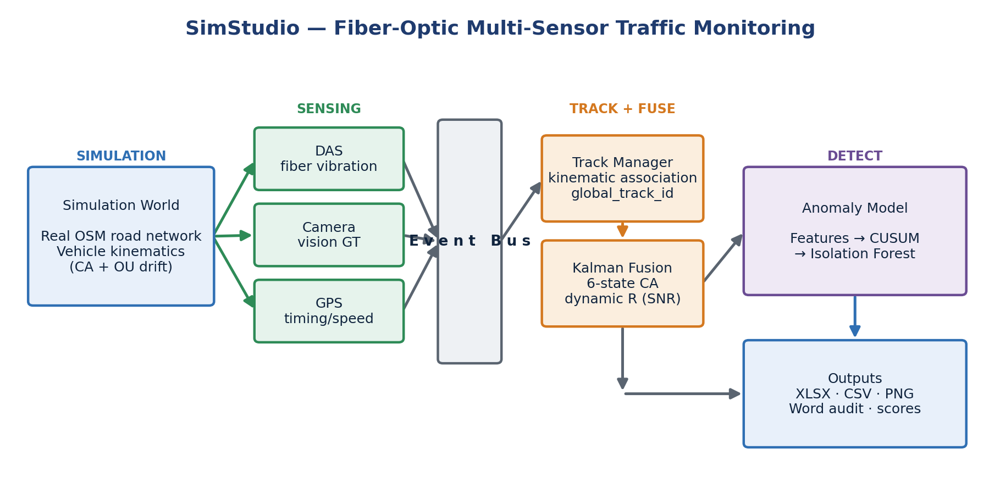 SimStudio — Fiber-Optic Multi-Sensor Traffic Monitoring
SIMULATION
Simulation World
Real OSM road network
Vehicle kinematics
(CA + OU drift)
SENSING
DAS
fiber vibration
Camera
vision GT
GPS
timing/speed
Event Bus
TRACK + FUSE
Track Manager
kinematic association
global_track_id
Kalman Fusion
6-state CA
dynamic R (SNR)
DETECT
Anomaly Model
Features → CUSUM
→ Isolation Forest
Outputs
XLSX · CSV · PNG
Word audit · scores